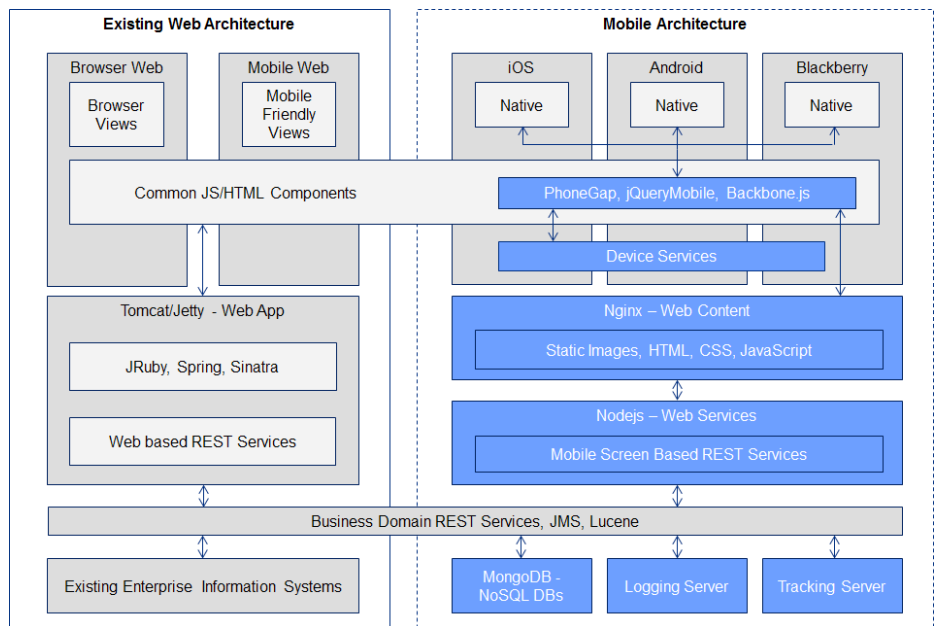 Existing Web Architecture
Mobile Architecture
Browser Web
Mobile Web
iOS
Android
Blackberry
Browser
Views
Mobile
Friendly
Views
Native
Native
Native
Common JS/HTML Components
PhoneGap, jQueryMobile, Backbone.js
Device Services
Tomcat/Jetty - Web App
Nginx – Web Content
JRuby, Spring, Sinatra
Static Images, HTML, CSS, JavaScript
Nodejs – Web Services
Web based REST Services
Mobile Screen Based REST Services
Business Domain REST Services, JMS, Lucene
Existing Enterprise Information Systems
MongoDB -
NoSQL DBs
Logging Server
Tracking Server